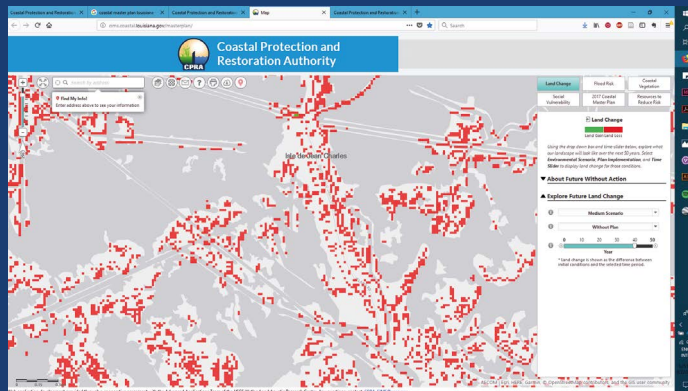 Coastal Protection and Restoratio
coastal master plan louisiana
Coastal Protection and Restoratio
Map
Coastal Protection and Restorat
cims.coastal.louisiana.gov/masterplan/
Search
Coastal Protection and
Restoration Authority
CPRA
Find My Info!
Enter address above to see your information
Isle de Jean Charles
Land Change
Flood Risk
Coastal
Vegetation
Social
Vulnerability
2017 Coastal
Master Plan
Resources to
Reduce Risk
Land Change
Land Gain Land Loss
Using the drop down box and time slider below, explore what
our landscape will look like over the next 50 years. Select
Environmental Scenario, Plan Implementation, and Time
Slider to display land change for those conditions.
About Future Without Action
Explore Future Land Change
Medium Scenario
Without Plan
0 10 20 30 40 50
Year
* Land change is shown as the difference between
initial conditions and the selected time period.